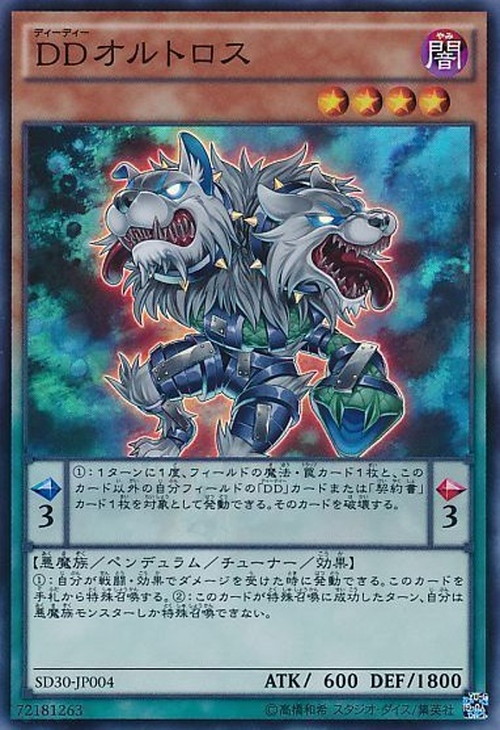 ディーディー
DDオルトロス
やみ
闇
①:1ターンに1度、フィールドの魔法・罠カード1枚と、この
カード以外の自分フィールドの「DD」カードまたは「契約書」
カード1枚を対象として発動できる。そのカードを破壊する。
3
3
【悪魔族/ペンデュラム/チューナー/効果】
①:自分が戦闘・効果でダメージを受けた時に発動できる。このカードを
手札から特殊召喚する。②:このカードが特殊召喚に成功したターン、自分は
悪魔族モンスターしか特殊召喚できない。
SD30-JP004
ATK/ 600 DEF/1800
72181263
©高橋和希 スタジオ・ダイス/集英社